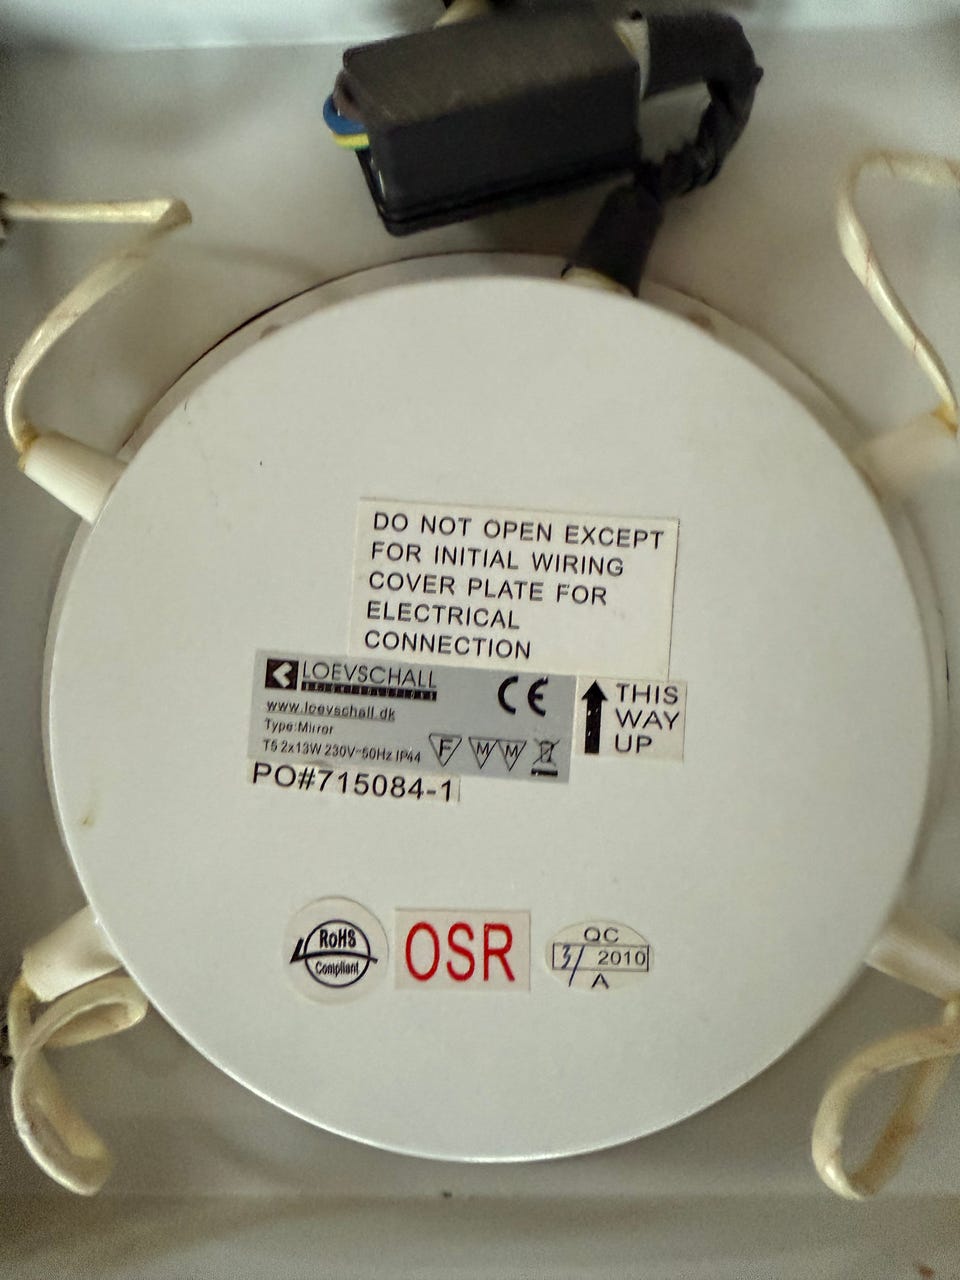 DO NOT OPEN EXCEPT
FOR INITIAL WIRING
COVER PLATE FOR
ELECTRICAL
CONNECTION
LOEVSCHALL
www.loevschall.dk
Type:Mirror
T5 2x13W 230V~50Hz IP44
CE
F
M M
THIS
WAY
UP
PO#715084-1
RoHS
Compliant
OSR
QC
3/ 2010
A